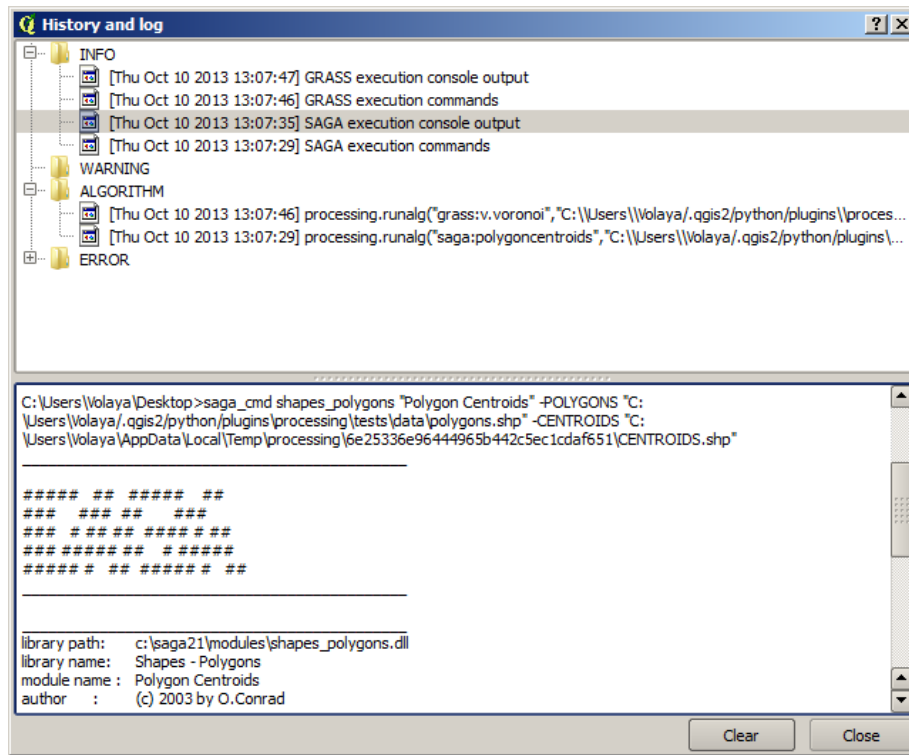 History and log
INFO
[Thu Oct 10 2013 13:07:47] GRASS execution console output
[Thu Oct 10 2013 13:07:46] GRASS execution commands
[Thu Oct 10 2013 13:07:35] SAGA execution console output
[Thu Oct 10 2013 13:07:29] SAGA execution commands
WARNING
ALGORITHM
[Thu Oct 10 2013 13:07:46] processing.runalg("grass:v.voronoi","C:\\Users\\Volaya/.qgis2/python/plugins\\proces...
[Thu Oct 10 2013 13:07:29] processing.runalg("saga:polygoncentroids","C:\\Users\\Volaya/.qgis2/python/plugins\...
ERROR
C:\Users\Volaya\Desktop>saga_cmd shapes_polygons "Polygon Centroids" -POLYGONS "C:
\Users\Volaya/.qgis2/python/plugins\processing\tests\data\polygons.shp" -CENTROIDS "C:
\Users\Volaya\AppData\Local\Temp\processing\6e25336e96444965b442c5ec1cdaf651\CENTROIDS.shp"
_____________________________________________
##### ## ##### ##
### ### ## ###
### # ## ## #### # ##
### ##### ## # #####
##### # ## ##### # ##
_____________________________________________
_____________________________________________
library path: c:\saga21\modules\shapes_polygons.dll
library name: Shapes - Polygons
module name : Polygon Centroids
author : (c) 2003 by O.Conrad
Clear Close